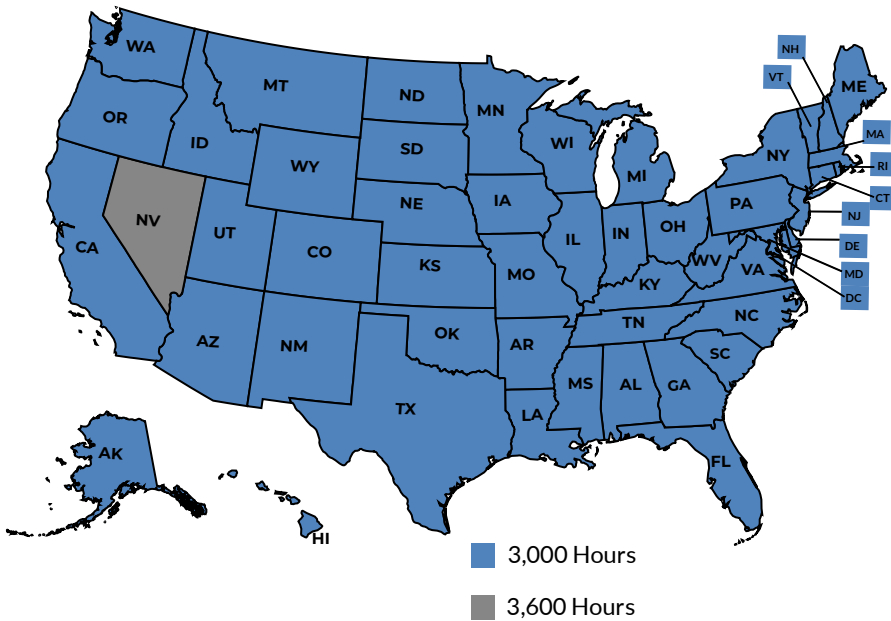 WA
MT
ND
MN
OR
ID
WY
SD
WI
MI
NY
ME
NH
VT
MA
RI
CT
NJ
DE
MD
DC
NV
CA
UT
CO
NE
KS
IA
IL
IN
OH
PA
WV
VA
MO
KY
AZ
NM
OK
AR
TN
NC
SC
TX
LA
MS
AL
GA
FL
AK
HI
3,000 Hours
3,600 Hours